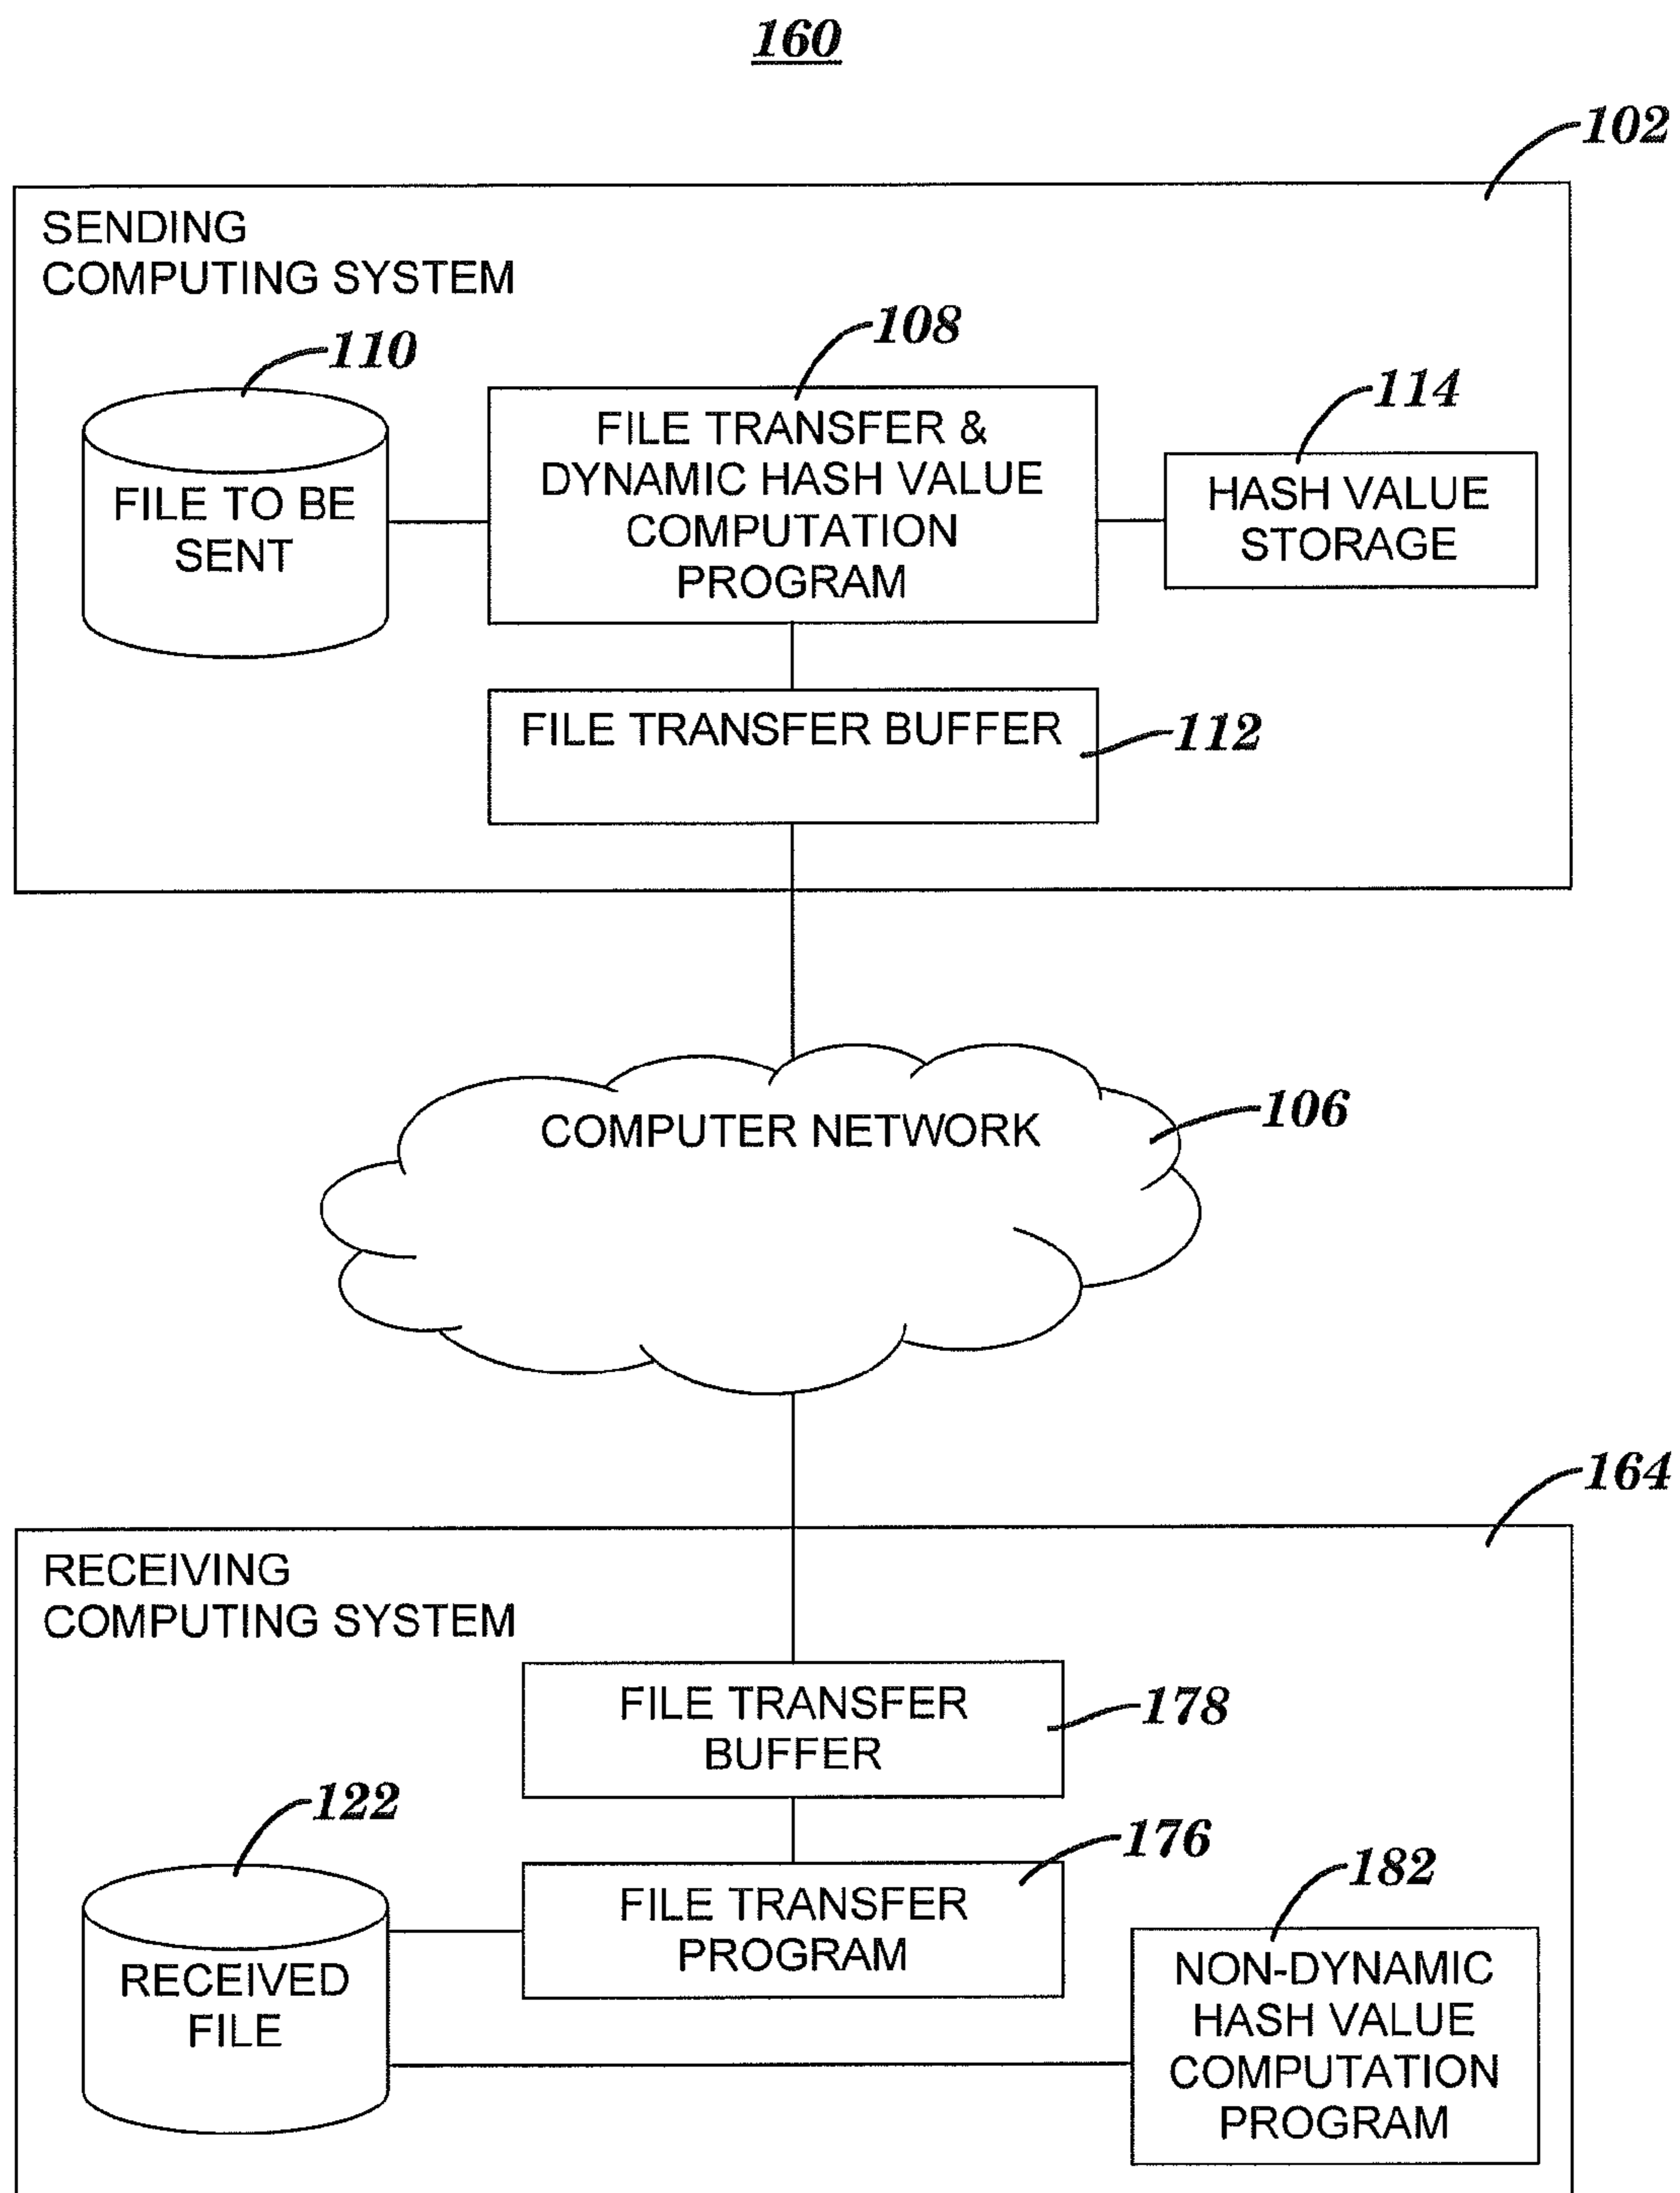 160
102
SENDING
COMPUTING SYSTEM
110
108
114
FILE TO BE
SENT
FILE TRANSFER &
DYNAMIC HASH VALUE
COMPUTATION
PROGRAM
HASH VALUE
STORAGE
FILE TRANSFER BUFFER
112
COMPUTER NETWORK
106
164
RECEIVING
COMPUTING SYSTEM
FILE TRANSFER
BUFFER
178
122
176
182
RECEIVED
FILE
FILE TRANSFER
PROGRAM
NON-DYNAMIC
HASH VALUE
COMPUTATION
PROGRAM